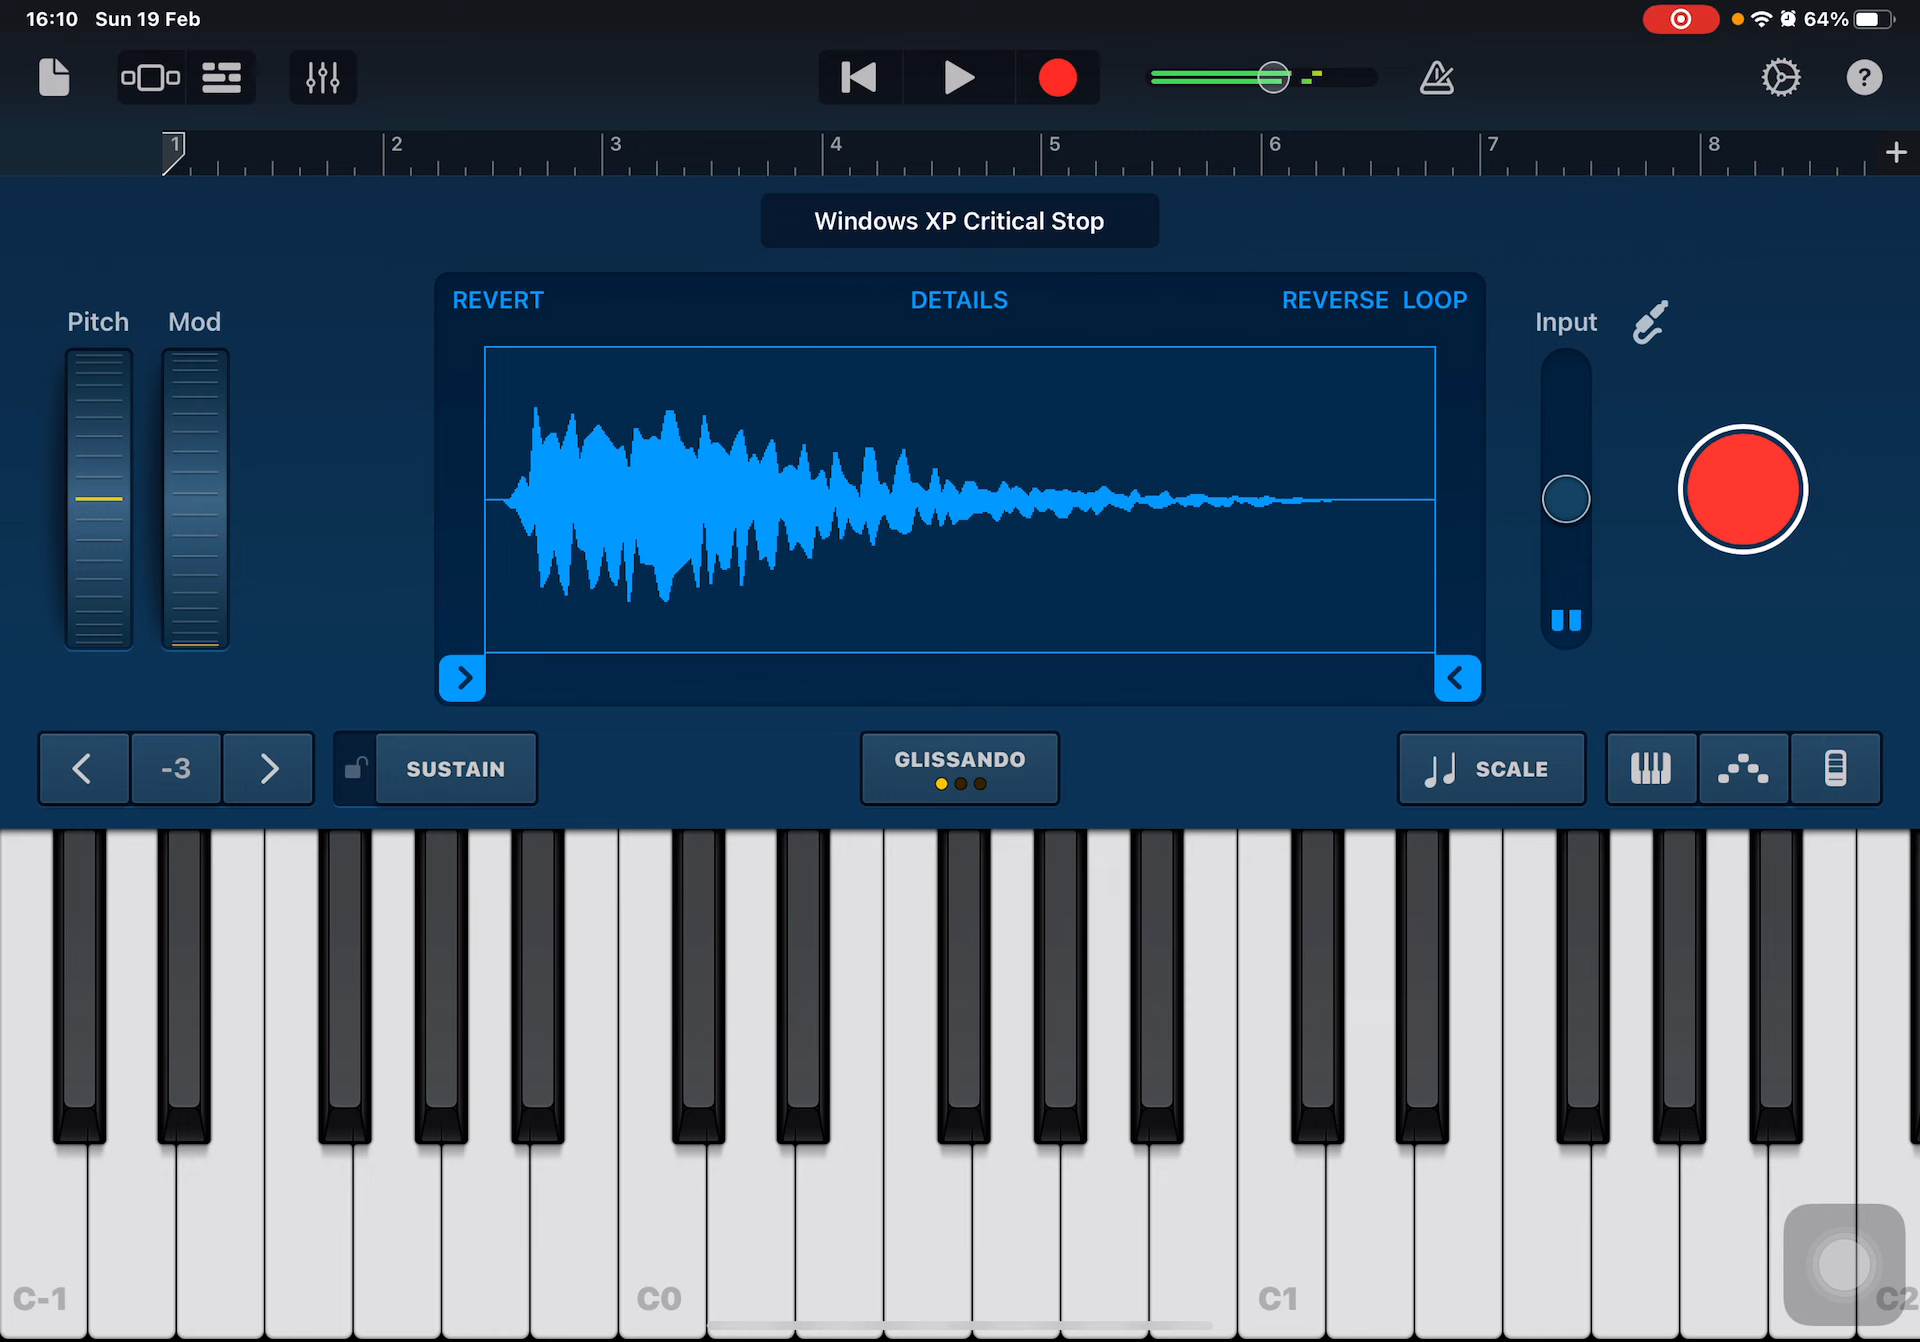 16:10 Sun 19 Feb
64%
?
1 2 3 4 5 6 7 8 +
Windows XP Critical Stop
REVERT DETAILS REVERSE LOOP
Pitch Mod Input
-3 SUSTAIN GLISSANDO SCALE
C-1 C0 C1 C2